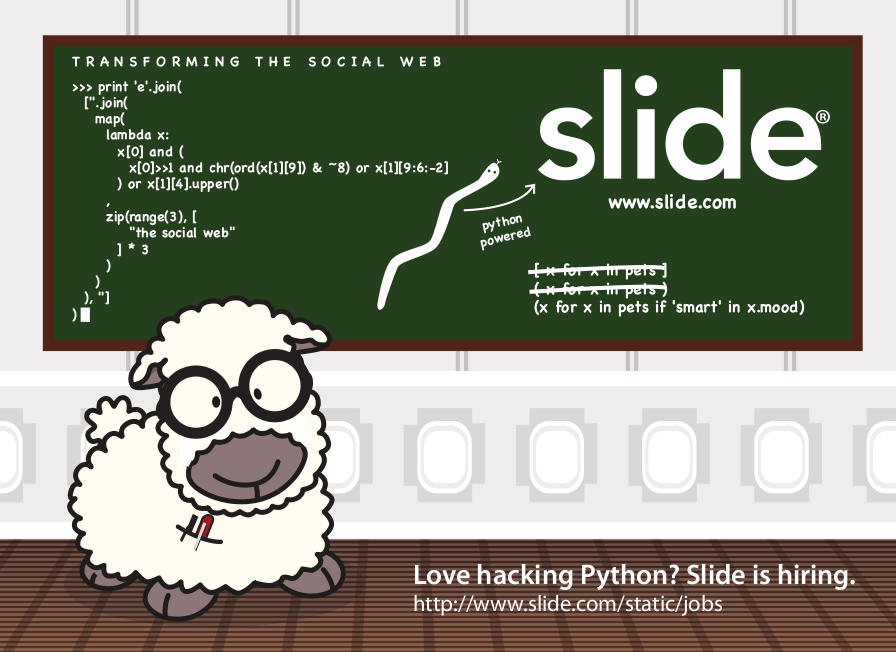 TRANSFORMING THE SOCIAL WEB
>>> print 'e'.join(
[''.join(
map(
lambda x:
x[0] and (
x[0]>>1 and chr(ord(x[1][9]) & ~8) or x[1][9:6:-2]
) or x[1][4].upper()
,
zip(range(3), [
"the social web"
] * 3
)
)
), '']
)
slide®
www.slide.com
python
powered
[ x for x in pets ]
( x for x in pets )
(x for x in pets if 'smart' in x.mood)
Love hacking Python? Slide is hiring.
http://www.slide.com/static/jobs